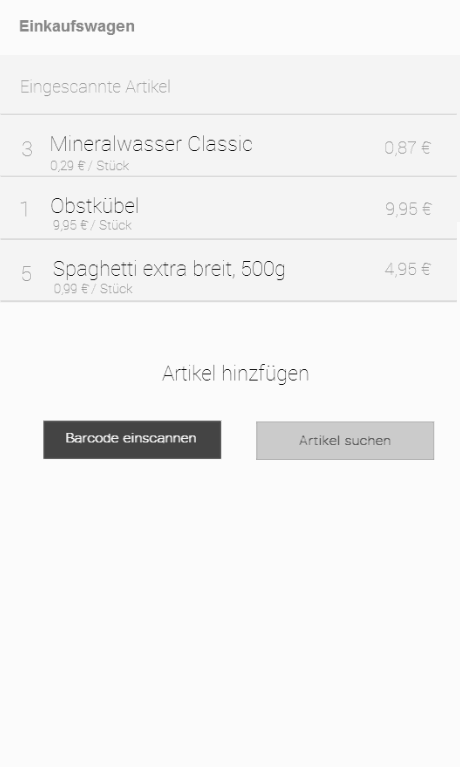 Einkaufswagen
Eingescannte Artikel
3 Mineralwasser Classic 0,87 €
0,29 € / Stück
1 Obstkübel 9,95 €
9,95 € / Stück
5 Spaghetti extra breit, 500g 4,95 €
0,99 € / Stück
Artikel hinzfügen
Barcode einscannen Artikel suchen